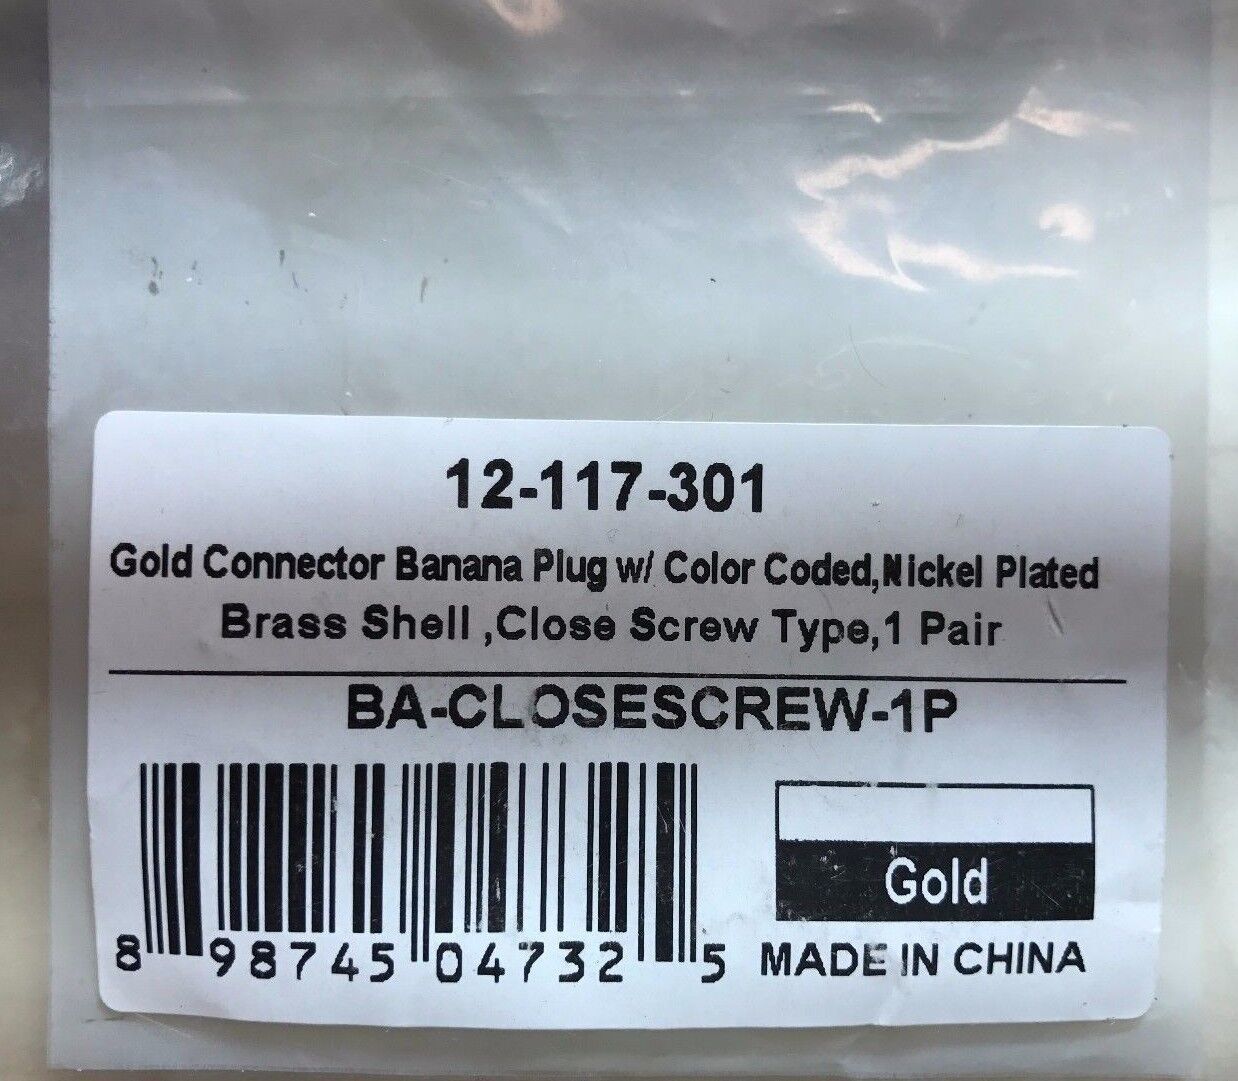 12-117-301
Gold Connector Banana Plug w/ Color Coded,Nickel Plated
Brass Shell ,Close Screw Type,1 Pair
BA-CLOSESCREW-1P
Gold
8 98745 04732 5
MADE IN CHINA